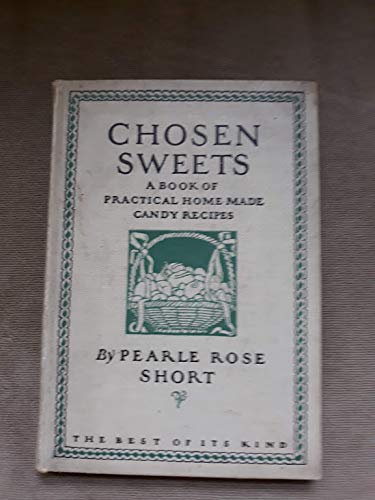 CHOSEN
SWEETS
A BOOK OF
PRACTICAL HOME MADE
CANDY RECIPES
By PEARLE ROSE
SHORT
THE BEST OF ITS KIND